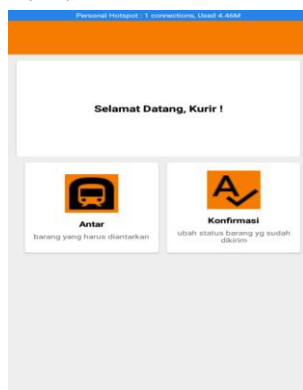 Personal Hotspot : 1 connections, Used 4.46M
Selamat Datang, Kurir !
Antar
barang yang harus diantarkan
Konfirmasi
ubah status barang yg sudah
dikirim